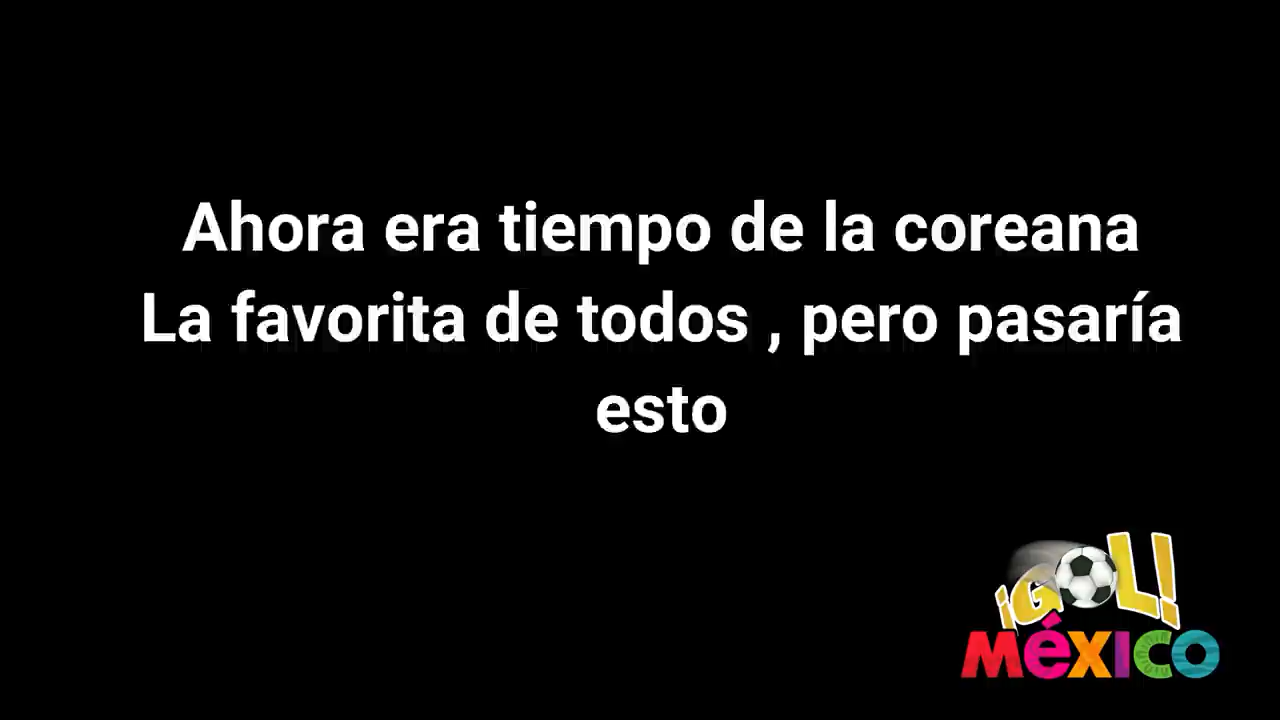 Ahora era tiempo de la coreana
La favorita de todos , pero pasaría
esto
¡GOL!
MéXICO